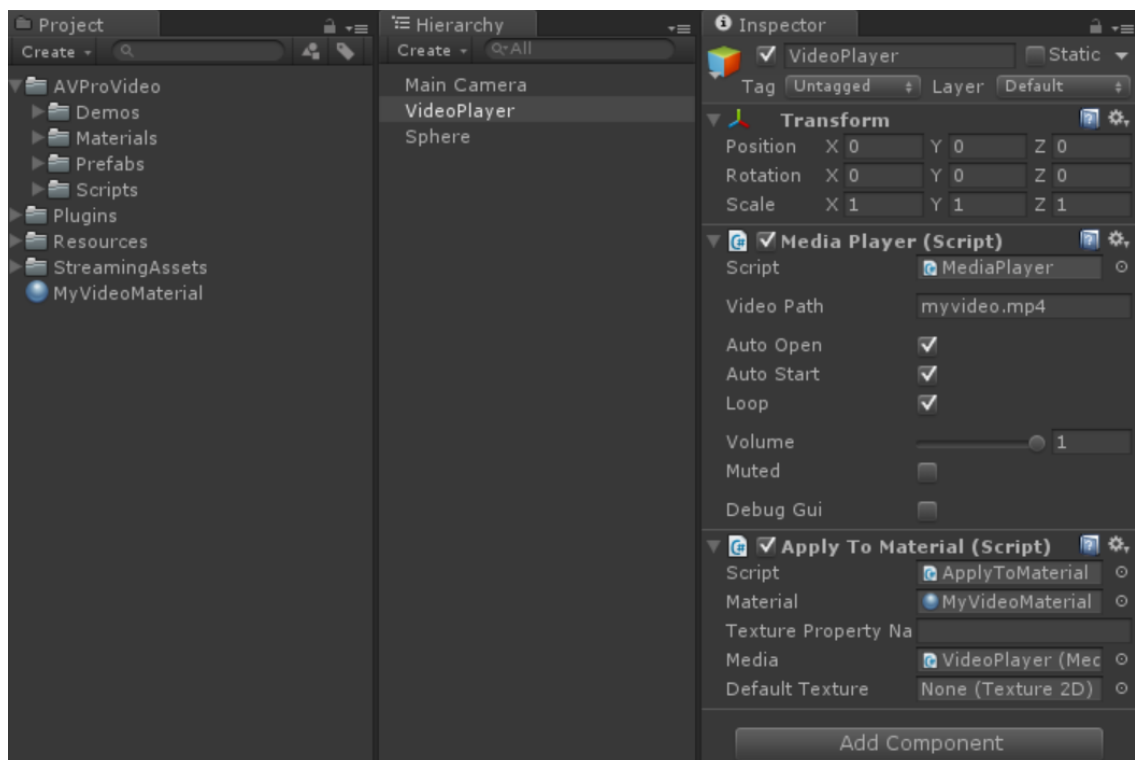 Project
Create
AVProVideo
Demos
Materials
Prefabs
Scripts
Plugins
Resources
StreamingAssets
MyVideoMaterial
Hierarchy
Create All
Main Camera
VideoPlayer
Sphere
Inspector
VideoPlayer Static
Tag Untagged Layer Default
Transform
Position X 0 Y 0 Z 0
Rotation X 0 Y 0 Z 0
Scale X 1 Y 1 Z 1
Media Player (Script)
Script MediaPlayer
Video Path myvideo.mp4
Auto Open
Auto Start
Loop
Volume 1
Muted
Debug Gui
Apply To Material (Script)
Script ApplyToMaterial
Material MyVideoMaterial
Texture Property Na
Media VideoPlayer (Med
Default Texture None (Texture 2D)
Add Component